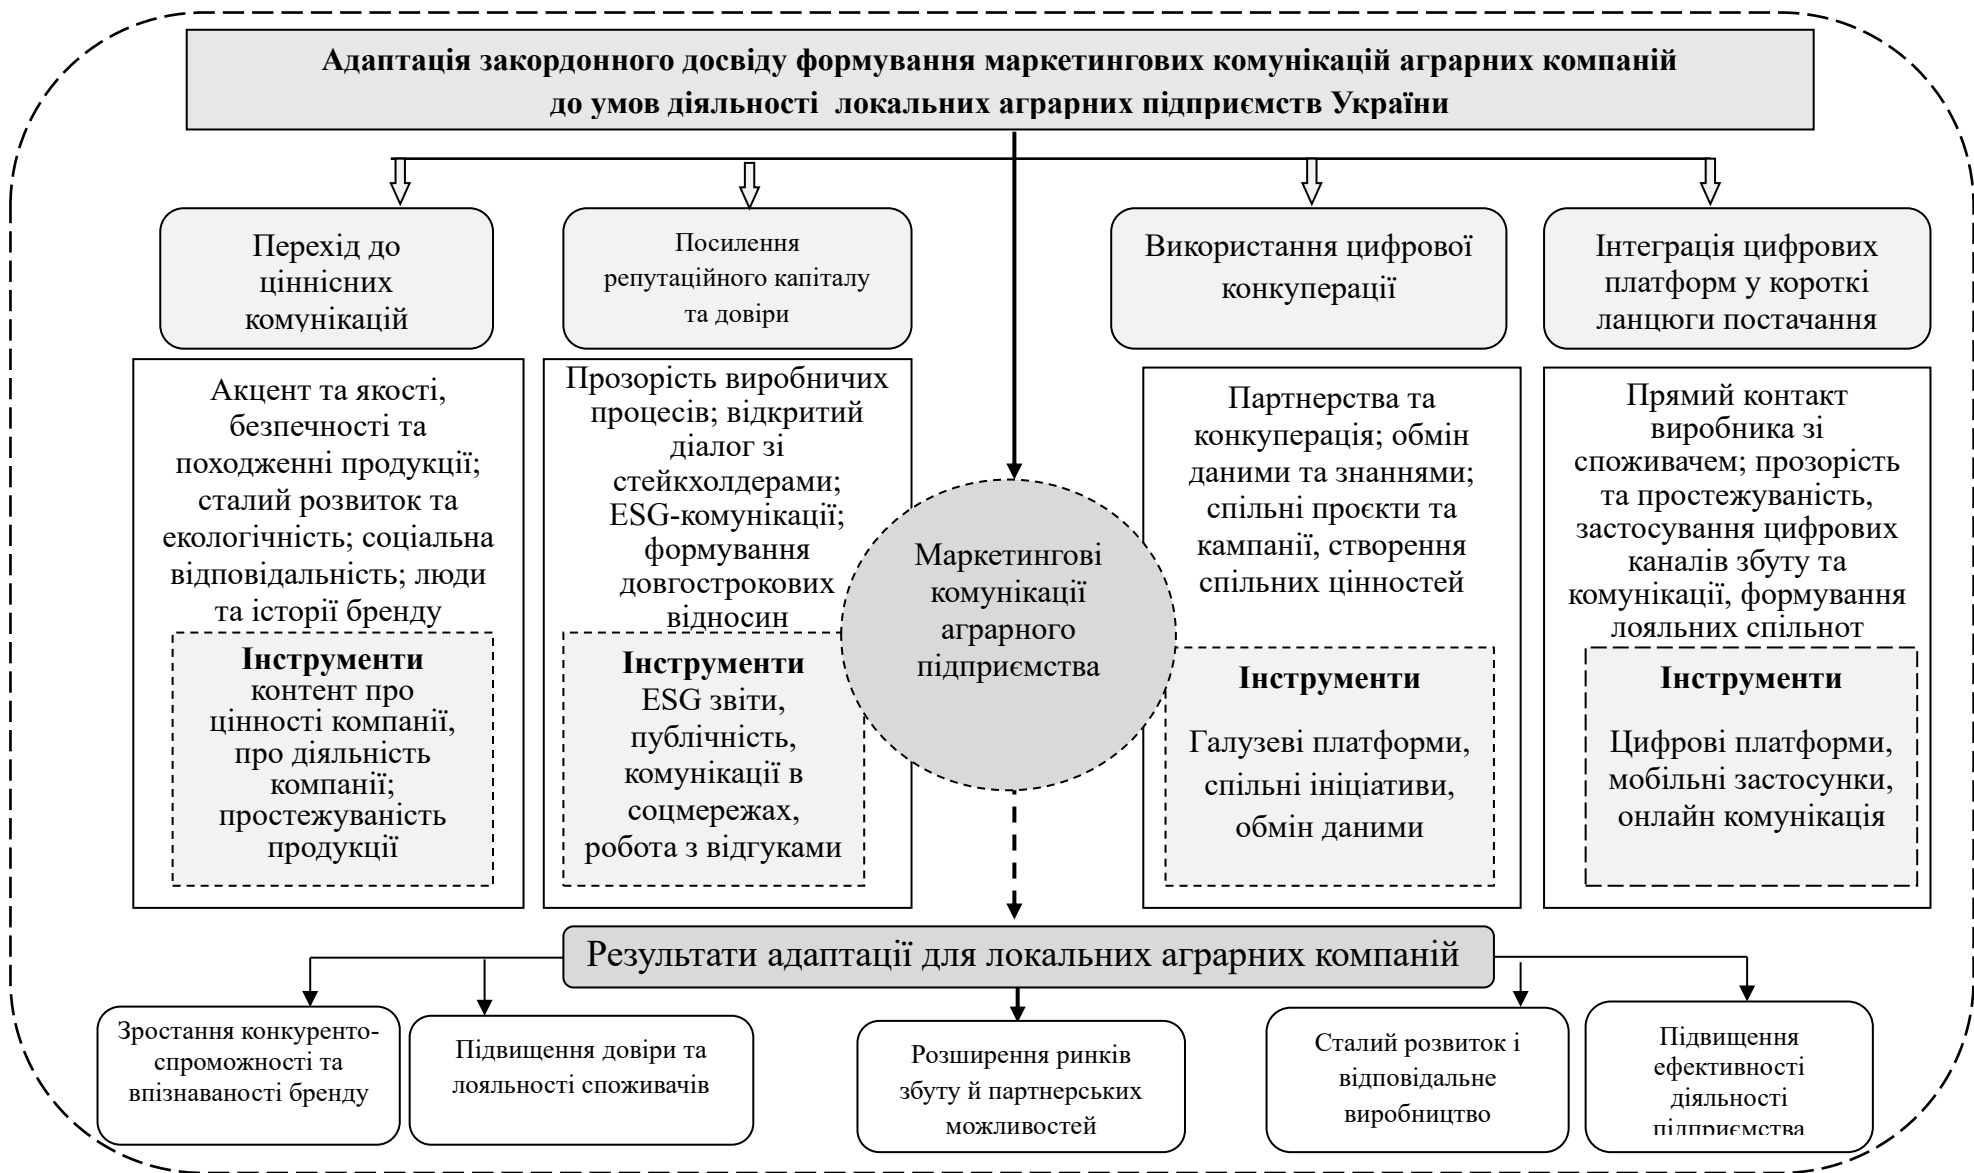 Адаптація закордонного досвіду формування маркетингових комунікацій аграрних компаній
до умов діяльності локальних аграрних підприємств України
Перехід до
ціннісних
комунікацій
Посилення
репутаційного капіталу
та довіри
Використання цифрової
конкуперації
Інтеграція цифрових
платформ у короткі
ланцюги постачання
Акцент та якості,
безпечності та
походженні продукції;
сталий розвиток та
екологічність; соціальна
відповідальність; люди
та історії бренду
Інструменти
контент про
цінності компанії,
про діяльність
компанії;
простежуваність
продукції
Прозорість виробничих
процесів; відкритий
діалог зі
стейкхолдерами;
ESG-комунікації;
формування
довгострокових
відносин
Інструменти
ESG звіти,
публічність,
комунікації в
соцмережах,
робота з відгуками
Маркетингові
комунікації
аграрного
підприємства
Партнерства та
конкуперація; обмін
даними та знаннями;
спільні проєкти та
кампанії, створення
спільних цінностей
Інструменти
Галузеві платформи,
спільні ініціативи,
обмін даними
Прямий контакт
виробника зі
споживачем; прозорість
та простежуваність,
застосування цифрових
каналів збуту та
комунікації, формування
лояльних спільнот
Інструменти
Цифрові платформи,
мобільні застосунки,
онлайн комунікація
Результати адаптації для локальних аграрних компаній
Зростання конкуренто-
спроможності та
впізнаваності бренду
Підвищення довіри та
лояльності споживачів
Розширення ринків
збуту й партнерських
можливостей
Сталий розвиток і
відповідальне
виробництво
Підвищення
ефективності
діяльності
підприємства